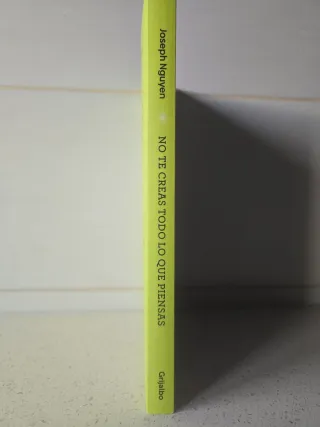 Joseph Nguyen
NO TE CREAS TODO LO QUE PIENSAS
Grijalbo